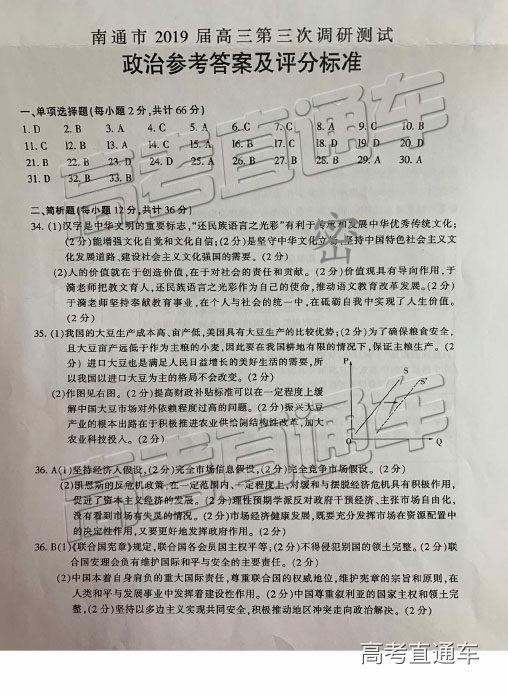 南通市 2019 届高三第三次调研测试
政治参考答案及评分标准
一、单项选择题(每小题 2 分,共计 66 分)
1. D 2. B 3. A 4. C 5. A 6. C 7. C 8. A 9. C 10. B
11. C 12. B 13. A 14. C 15. A 16. B 17. C 18. D 19. D 20. D
21. B 22. B 23. D 24. D 25. A 26. B 27. B 28. B 29. A 30. A
31. D 32. B 33. B
二、简析题(每小题 12 分,共计 36 分)
34. (1)汉字是中华文明的重要标志,“还民族语言之光彩”有利于传承和发展中华优秀传统文化;
(2 分)能增强文化自觉和文化自信;(2 分)是坚守中华文化立场,坚持中国特色社会主义文
化发展道路,建设社会主义文化强国的需要。(2 分)
(2)人的价值就在于创造价值,在于对社会的责任和贡献。(2 分)价值观具有导向作用,于
漪老师把教文育人,还民族语言之光彩作为自己的使命,推动语文教育改革发展。(2 分)
于漪老师坚持奉献教育事业,在个人与社会的统一中,在砥砺自我中实现了人生价值。
(2 分)
35. (1)我国的大豆生产成本高、亩产低,美国具有大豆生产的比较优势;(2 分)为了确保粮食安全,
且大豆亩产远低于作为主粮的小麦,因此要在国耕地有限的情况下,保证主粮生产。(2
分) 进口大豆也是满足人民日益增长的美好生活的需要,所
以我国以进口大豆为主的格局不会改变。(2 分)
(2)作图见右图。(2 分)提高财政补贴标准可以在一定程度上缓
解中国大豆市场对外依赖程度过高的问题。(2 分)振兴大豆
产业的根本出路在于积极推进农业供给侧结构性改革,加大
农业科技投入。(2 分)
P
S
S'
O
Q
36. A(1)坚持经济人假设,(2 分)完全市场信息假设,(2 分)完全竞争市场假设。(2 分)
(2)凯恩斯的反危机政策,在一定范围内、一定程度上,对缓和与摆脱经济危机具有积极作用,
促进了资本主义经济的发展。(2 分)理性预期学派反对政府干预经济、主张市场自由化,
没有看到市场有失灵的情况。(2 分)市场经济健康发展,既要充分发挥市场在资源配置中
的决定性作用,又要更好地发挥政府作用。(2 分)
36. B(1)《联合国宪章》规定,联合国各会员国主权平等;(2 分)不得侵犯别国的领土完整。(2 分)联
合国安理会负有维护国际和平与安全的主要责任。(2 分)
(2)中国本着自身肩负的重大国际责任,尊重联合国的权威地位,维护宪章的宗旨和原则,在
人类和平与发展事业中发挥着建设性作用。(2 分)中国尊重叙利亚的国家主权和领土完
整,(2 分)坚持以多边主义实现共同安全,积极推动地区冲突走向政治解决。(2 分)
高考直通车
密
高考直通车
高考直通车